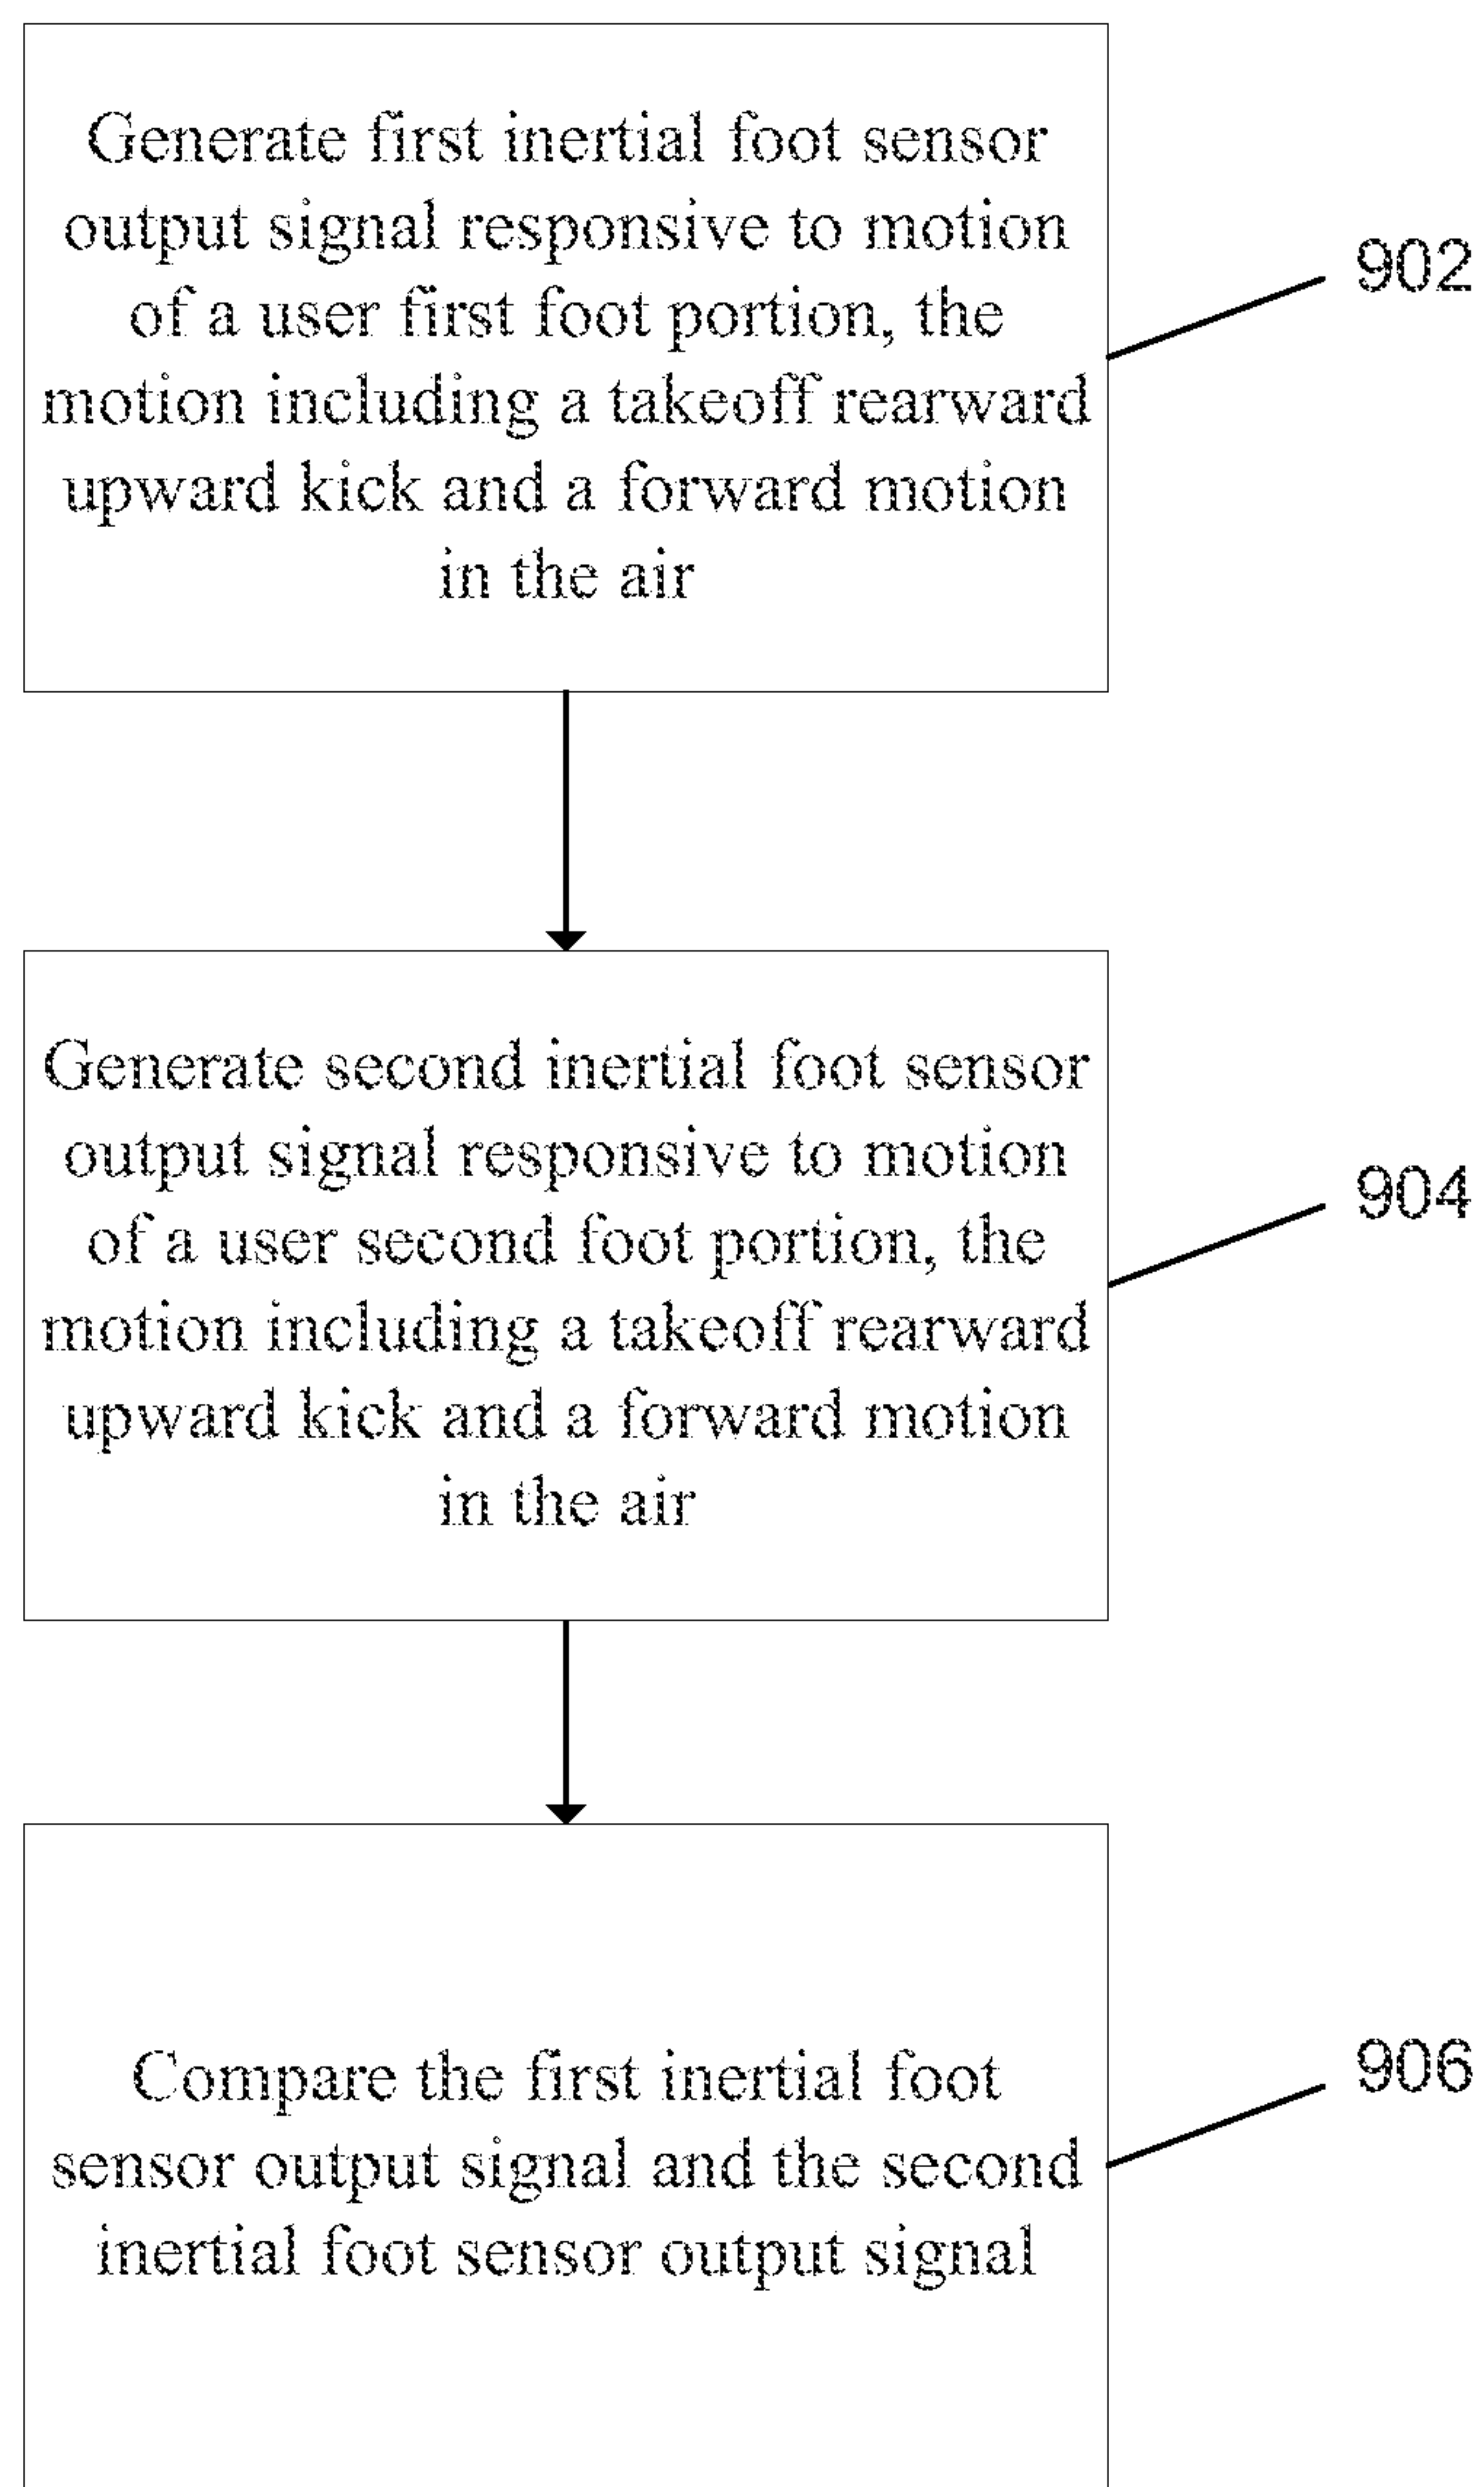 Generate first inertial foot sensor
output signal responsive to motion
of a user first foot portion, the
motion including a takeoff rearward
upward kick and a forward motion
in the air
902
Generate second inertial foot sensor
output signal responsive to motion
of a user second foot portion, the
motion including a takeoff rearward
upward kick and a forward motion
in the air
904
Compare the first inertial foot
sensor output signal and the second
inertial foot sensor output signal
906